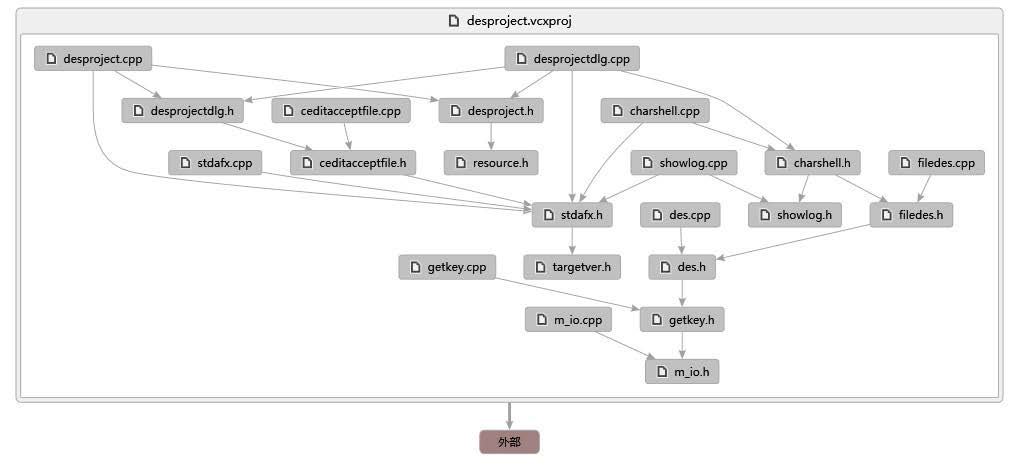 desproject.vcxproj
desproject.cpp
desprojectdlg.cpp
desprojectdlg.h
ceditacceptfile.cpp
desproject.h
charshell.cpp
stdafx.cpp
ceditacceptfile.h
resource.h
showlog.cpp
charshell.h
filedes.cpp
stdafx.h
des.cpp
showlog.h
filedes.h
getkey.cpp
targetver.h
des.h
m_io.cpp
getkey.h
m_io.h
外部